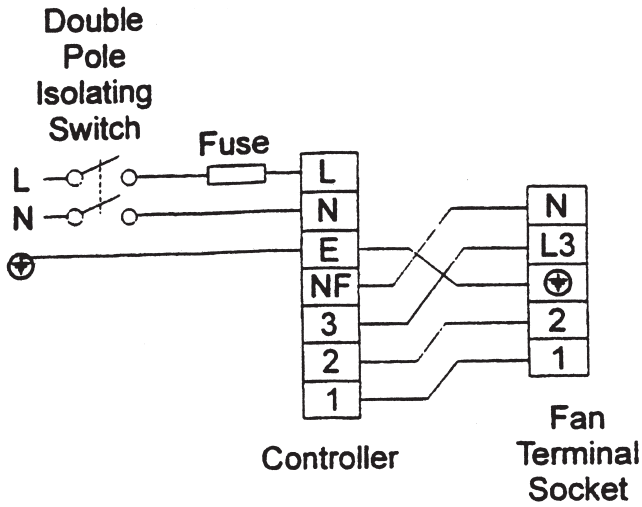 Double
Pole
Isolating
Switch
Fuse
L
N
L
N
E
NF
3
2
1
N
L3
2
1
Controller
Fan
Terminal
Socket